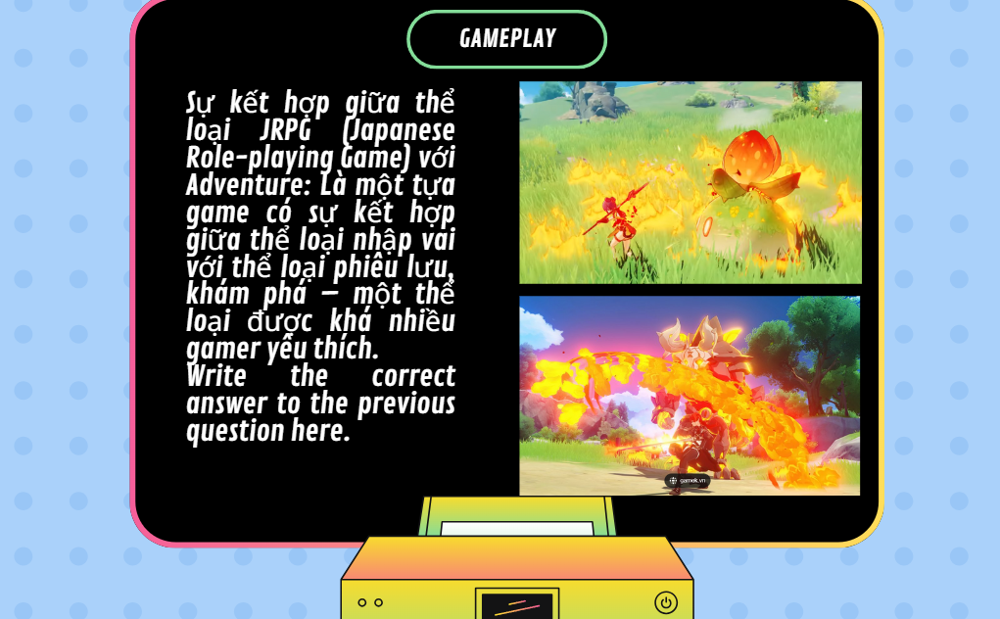 GAMEPLAY
Sự kết hợp giữa thể
loại JRPG (Japanese
Role-playing Game) với
Adventure: Là một tựa
game có sự kết hợp
giữa thể loại nhập vai
với thể loại phiêu lưu,
khám phá – một thể
loại được khá nhiều
gamer yêu thích.
Write the correct
answer to the previous
question here.
gamek.vn